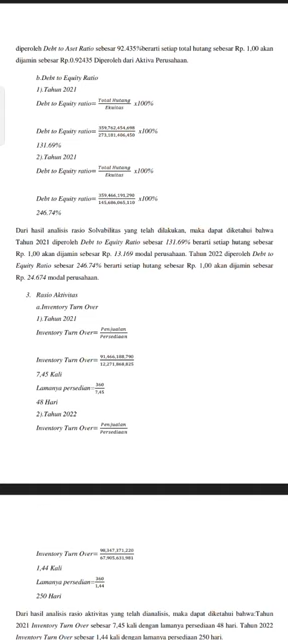 diperoleh Debt to Aset Ratio sebesar 92.435%berarti setiap total hutang sebesar Rp. 1,00 akan
dijamin sebesar Rp.0.92435 Diperoleh dari Aktiva Perusahaan.
b.Debt to Equity Ratio
1).Tahun 2021
Debt to Equity ratio= Total Hutang / Ekuitas x100%
Debt to Equity ratio= 359,762,454,698 / 273,181,466,458 x100%
131.69%
2).Tahun 2021
Debt to Equity ratio= Total Hutang / Ekuitas x100%
Debt to Equity ratio= 359,466,191,290 / 145,686,065,110 x100%
246.74%
Dari hasil analisis rasio Solvabilitas yang telah dilakukan, maka dapat diketahui bahwa
Tahun 2021 diperoleh Debt to Equity Ratio sebesar 131.69% berarti setiap hutang sebesar
Rp. 1,00 akan dijamin sebesar Rp. 13.169 modal perusahaan. Tahun 2022 diperoleh Debt to
Equity Ratio sebesar 246.74% berarti setiap hutang sebesar Rp. 1,00 akan dijamin sebesar
Rp. 24.674 modal perusahaan.
3. Rasio Aktivitas
a.Inventory Turn Over
1).Tahun 2021
Inventory Turn Over= Penjualan / Persediaan
Inventory Turn Over= 91,466,108,790 / 12,271,868,825
7,45 Kali
Lamanya persedian= 360 / 7,45
48 Hari
2).Tahun 2022
Inventory Turn Over= Penjualan / Persediaan
Inventory Turn Over= 98,347,371,220 / 67,905,631,981
1,44 Kali
Lamanya persedian= 360 / 1,44
250 Hari
Dari hasil analisis rasio aktivitas yang telah dianalisis, maka dapat diketahui bahwa:Tahun
2021 Inventory Turn Over sebesar 7,45 kali dengan lamanya persediaan 48 hari. Tahun 2022
Inventory Turn Over sebesar 1,44 kali dengan lamanya persediaan 250 hari.